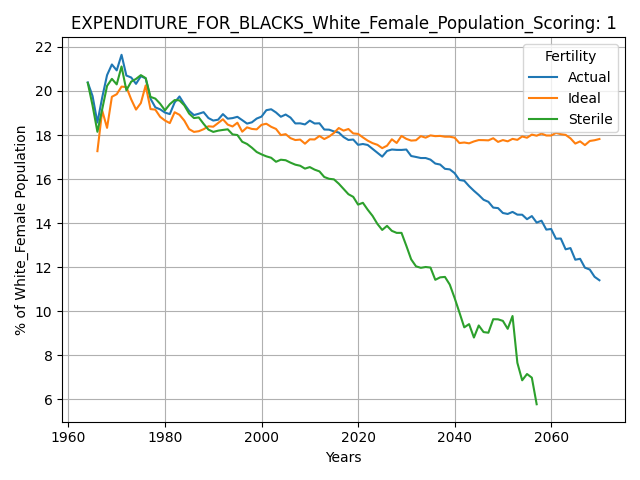 EXPENDITURE_FOR_BLACKS_White_Female_Population_Scoring: 1
Fertility
Actual
Ideal
Sterile
% of White_Female Population
22
20
18
16
14
12
10
8
6
1960
1980
2000
2020
2040
2060
Years